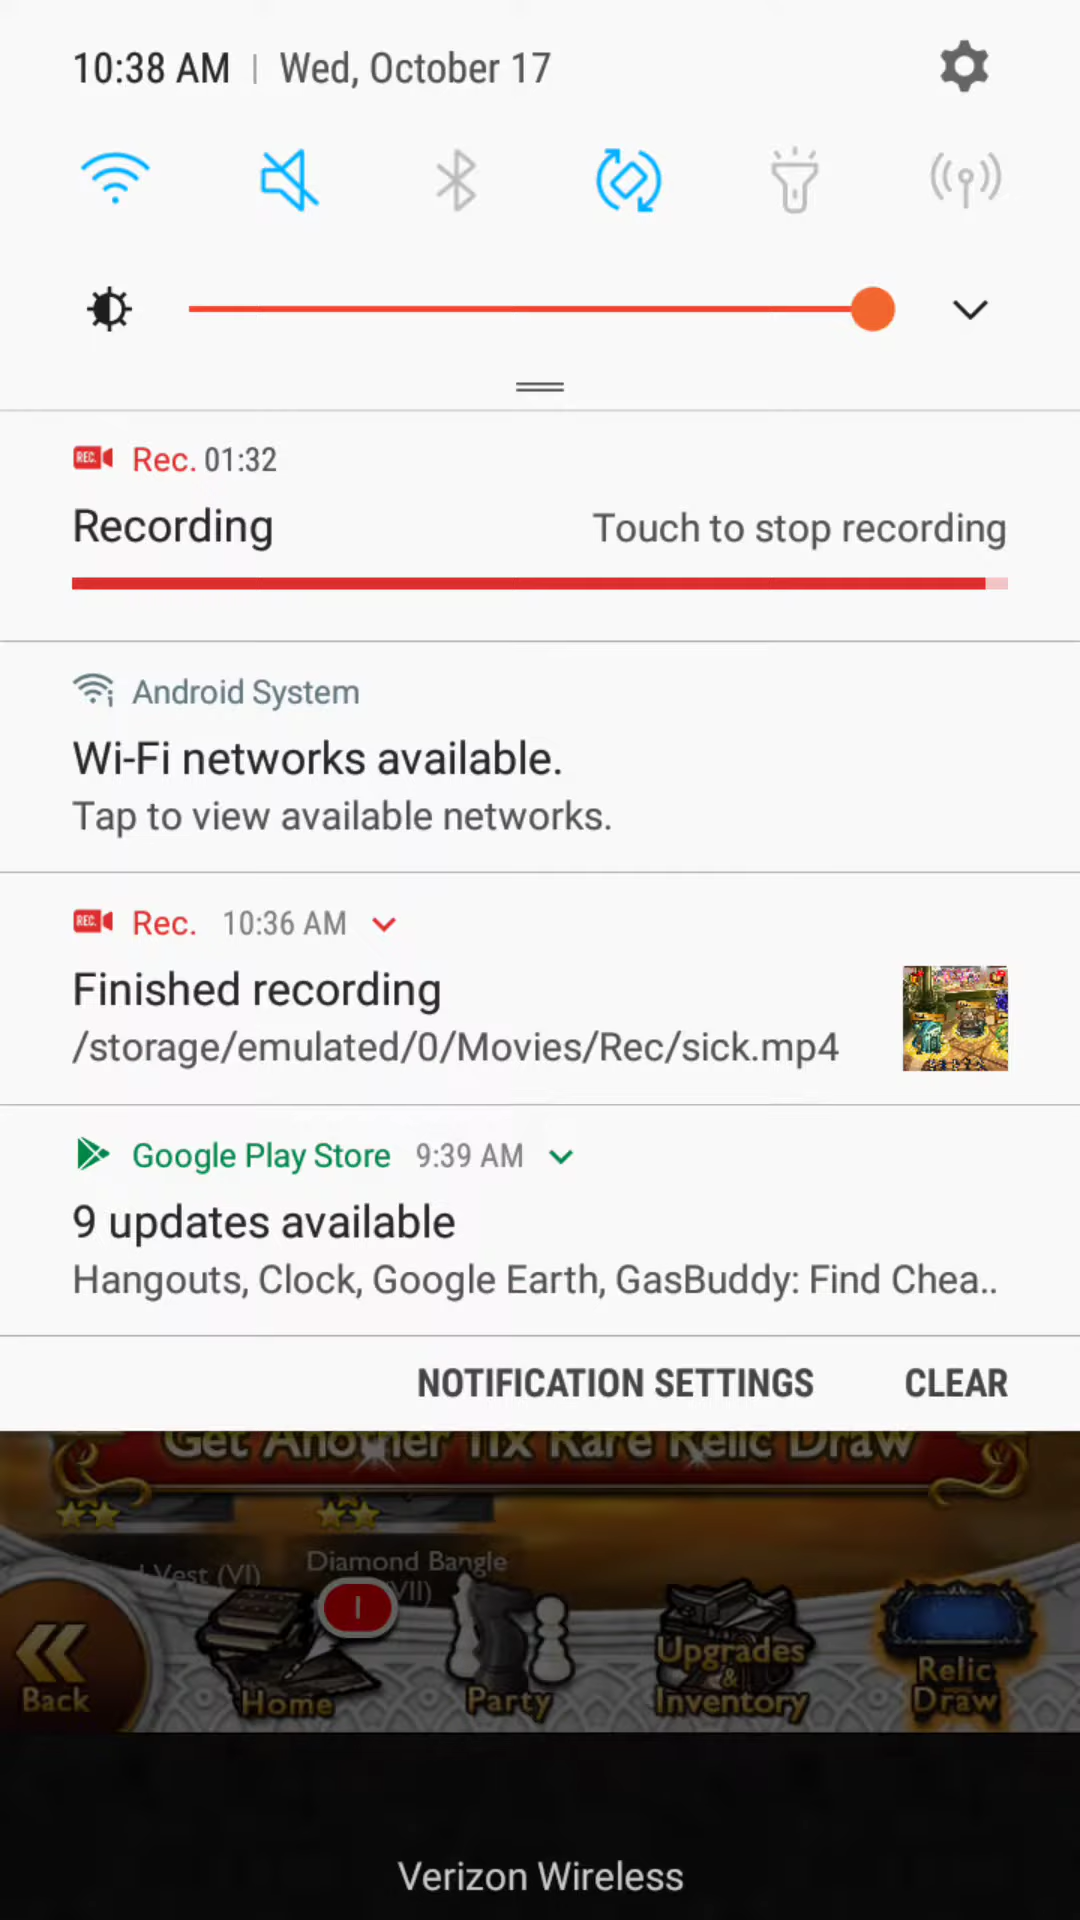 10:38 AM | Wed, October 17
REC. Rec. 01:32
Recording Touch to stop recording
Android System
Wi-Fi networks available.
Tap to view available networks.
REC. Rec. 10:36 AM
Finished recording
/storage/emulated/0/Movies/Rec/sick.mp4
Google Play Store 9:39 AM
9 updates available
Hangouts, Clock, Google Earth, GasBuddy: Find Chea..
NOTIFICATION SETTINGS CLEAR
Get Another 11x Rare Relic Draw
Vest (VI) Diamond Bangle
(VII)
1
Back
Home
Party
Upgrades
&
Inventory
Relic
Draw
Verizon Wireless